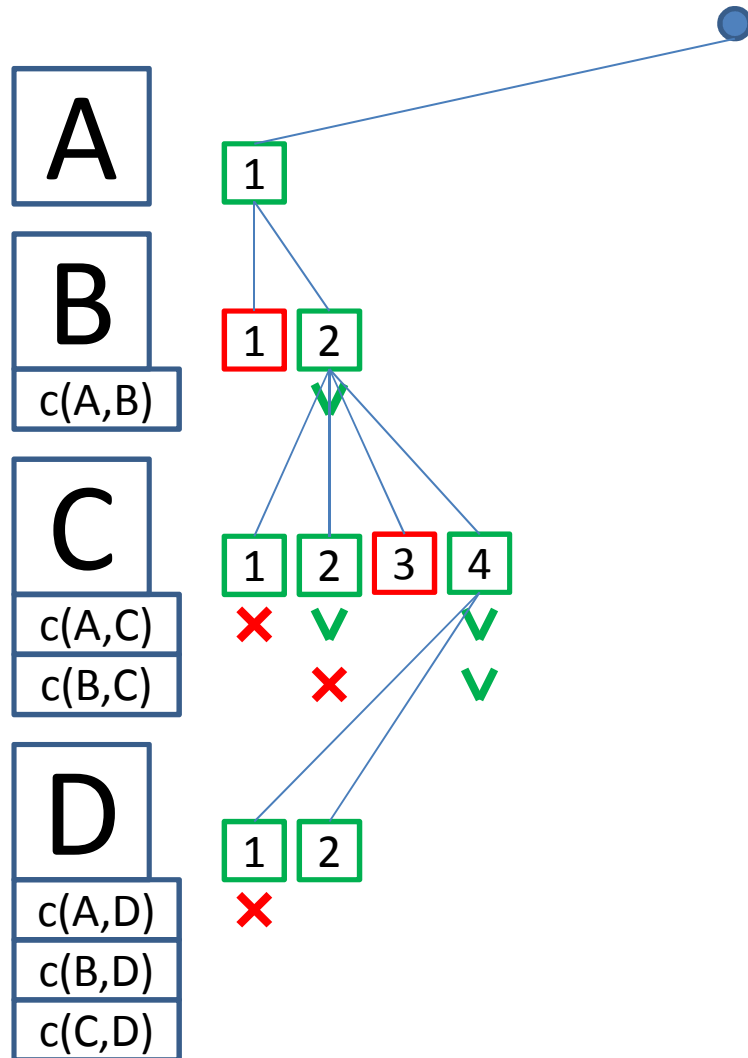 A
1
B
1 2
c(A,B)
C
1 2 3 4
c(A,C)
c(B,C)
D
1 2
c(A,D)
c(B,D)
c(C,D)